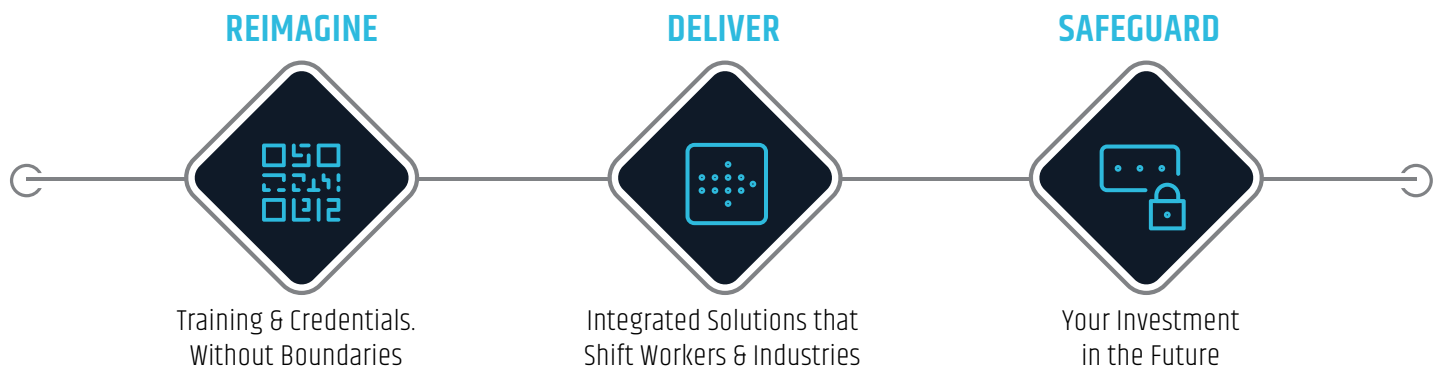 REIMAGINE
Training & Credentials.
Without Boundaries
DELIVER
Integrated Solutions that
Shift Workers & Industries
SAFEGUARD
Your Investment
in the Future